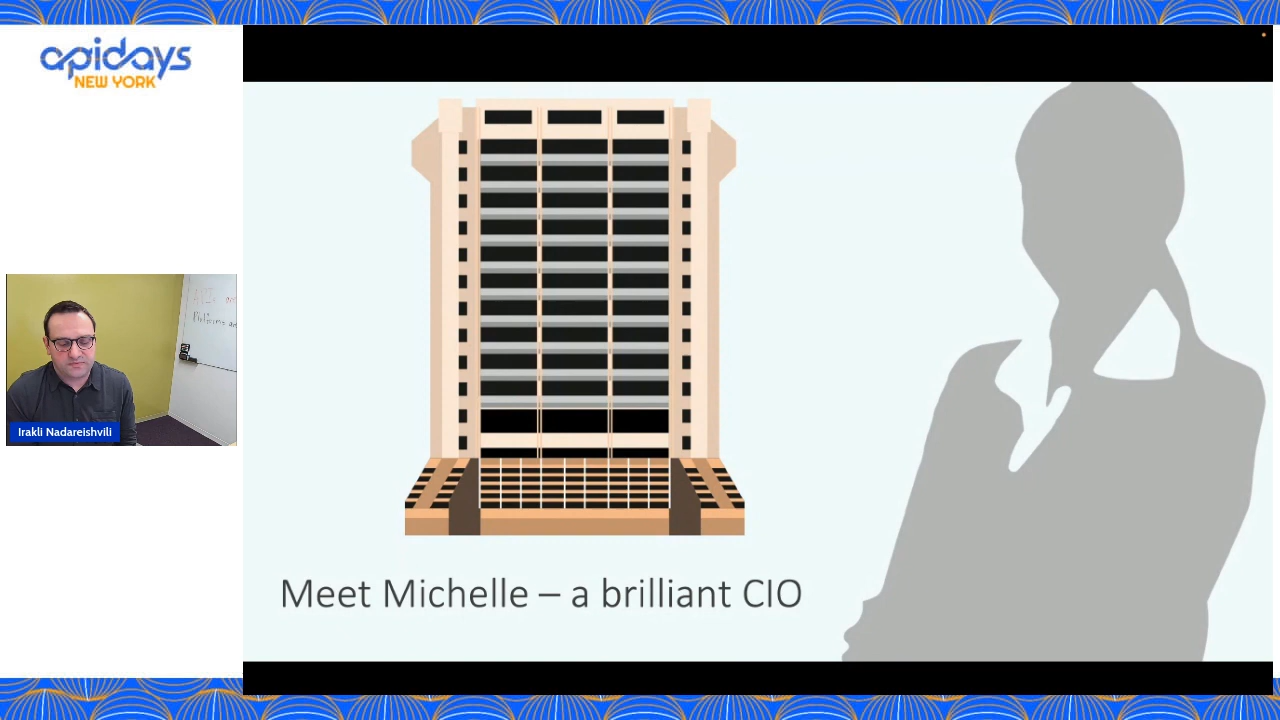 apidays
NEW YORK
Irakli Nadareishvili
Meet Michelle – a brilliant CIO